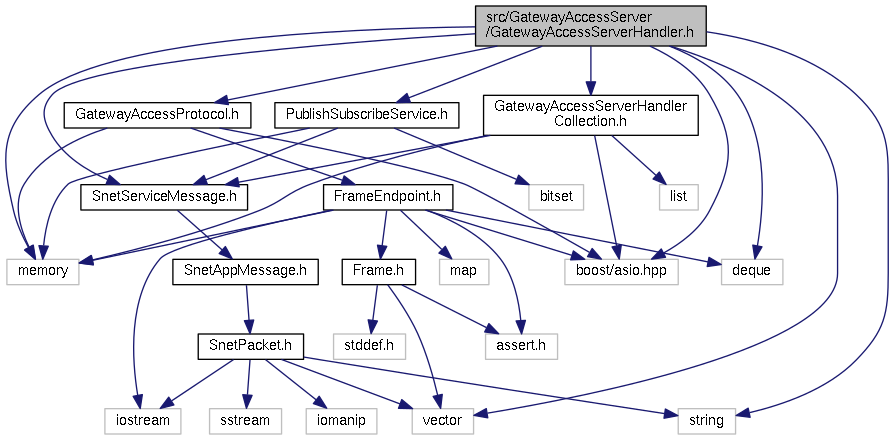 src/GatewayAccessServer
/GatewayAccessServerHandler.h
GatewayAccessProtocol.h
PublishSubscribeService.h
GatewayAccessServerHandler
Collection.h
SnetServiceMessage.h
FrameEndpoint.h
bitset
list
memory
SnetAppMessage.h
Frame.h
map
boost/asio.hpp
deque
SnetPacket.h
stddef.h
assert.h
iostream
sstream
iomanip
vector
string